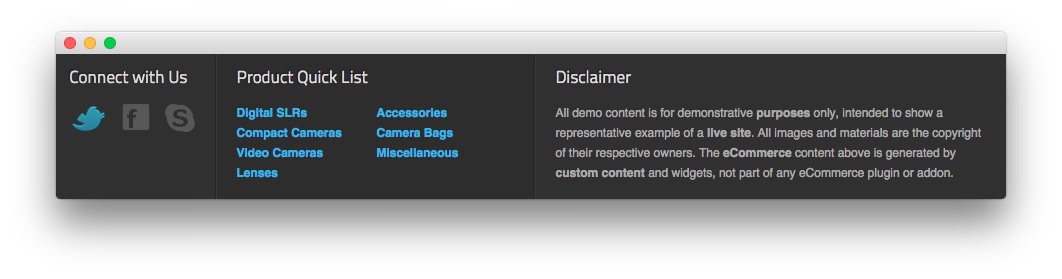 Connect with Us
Product Quick List
Digital SLRs
Compact Cameras
Video Cameras
Lenses
Accessories
Camera Bags
Miscellaneous
Disclaimer
All demo content is for demonstrative purposes only, intended to show a
representative example of a live site. All images and materials are the copyright
of their respective owners. The eCommerce content above is generated by
custom content and widgets, not part of any eCommerce plugin or addon.